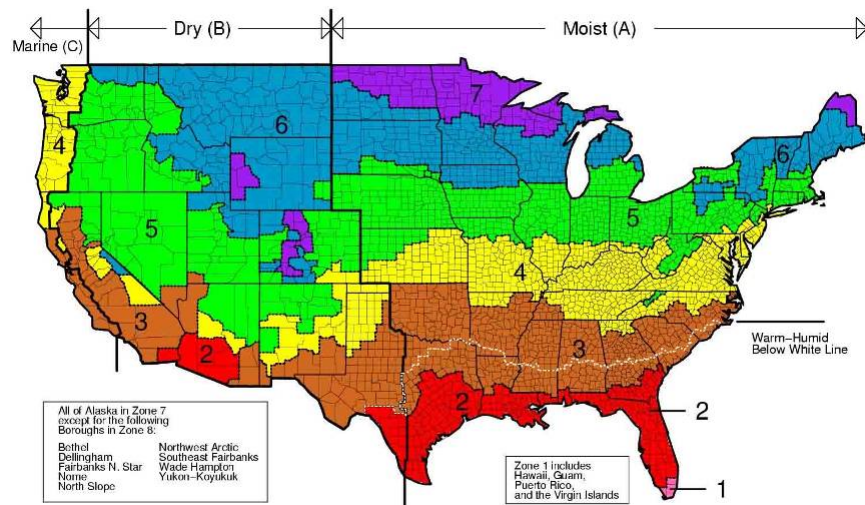 Marine (C)
Dry (B)
Moist (A)
7
6
4
6
5
5
4
3
3
2
2
2
1
Warm-Humid
Below White Line
All of Alaska in Zone 7
except for the following
Boroughs in Zone 8:
Bethel
Dellingham
Fairbanks N. Star
Nome
North Slope
Northwest Arctic
Southeast Fairbanks
Wade Hampton
Yukon-Koyukuk
Zone 1 includes
Hawaii, Guam,
Puerto Rico,
and the Virgin Islands